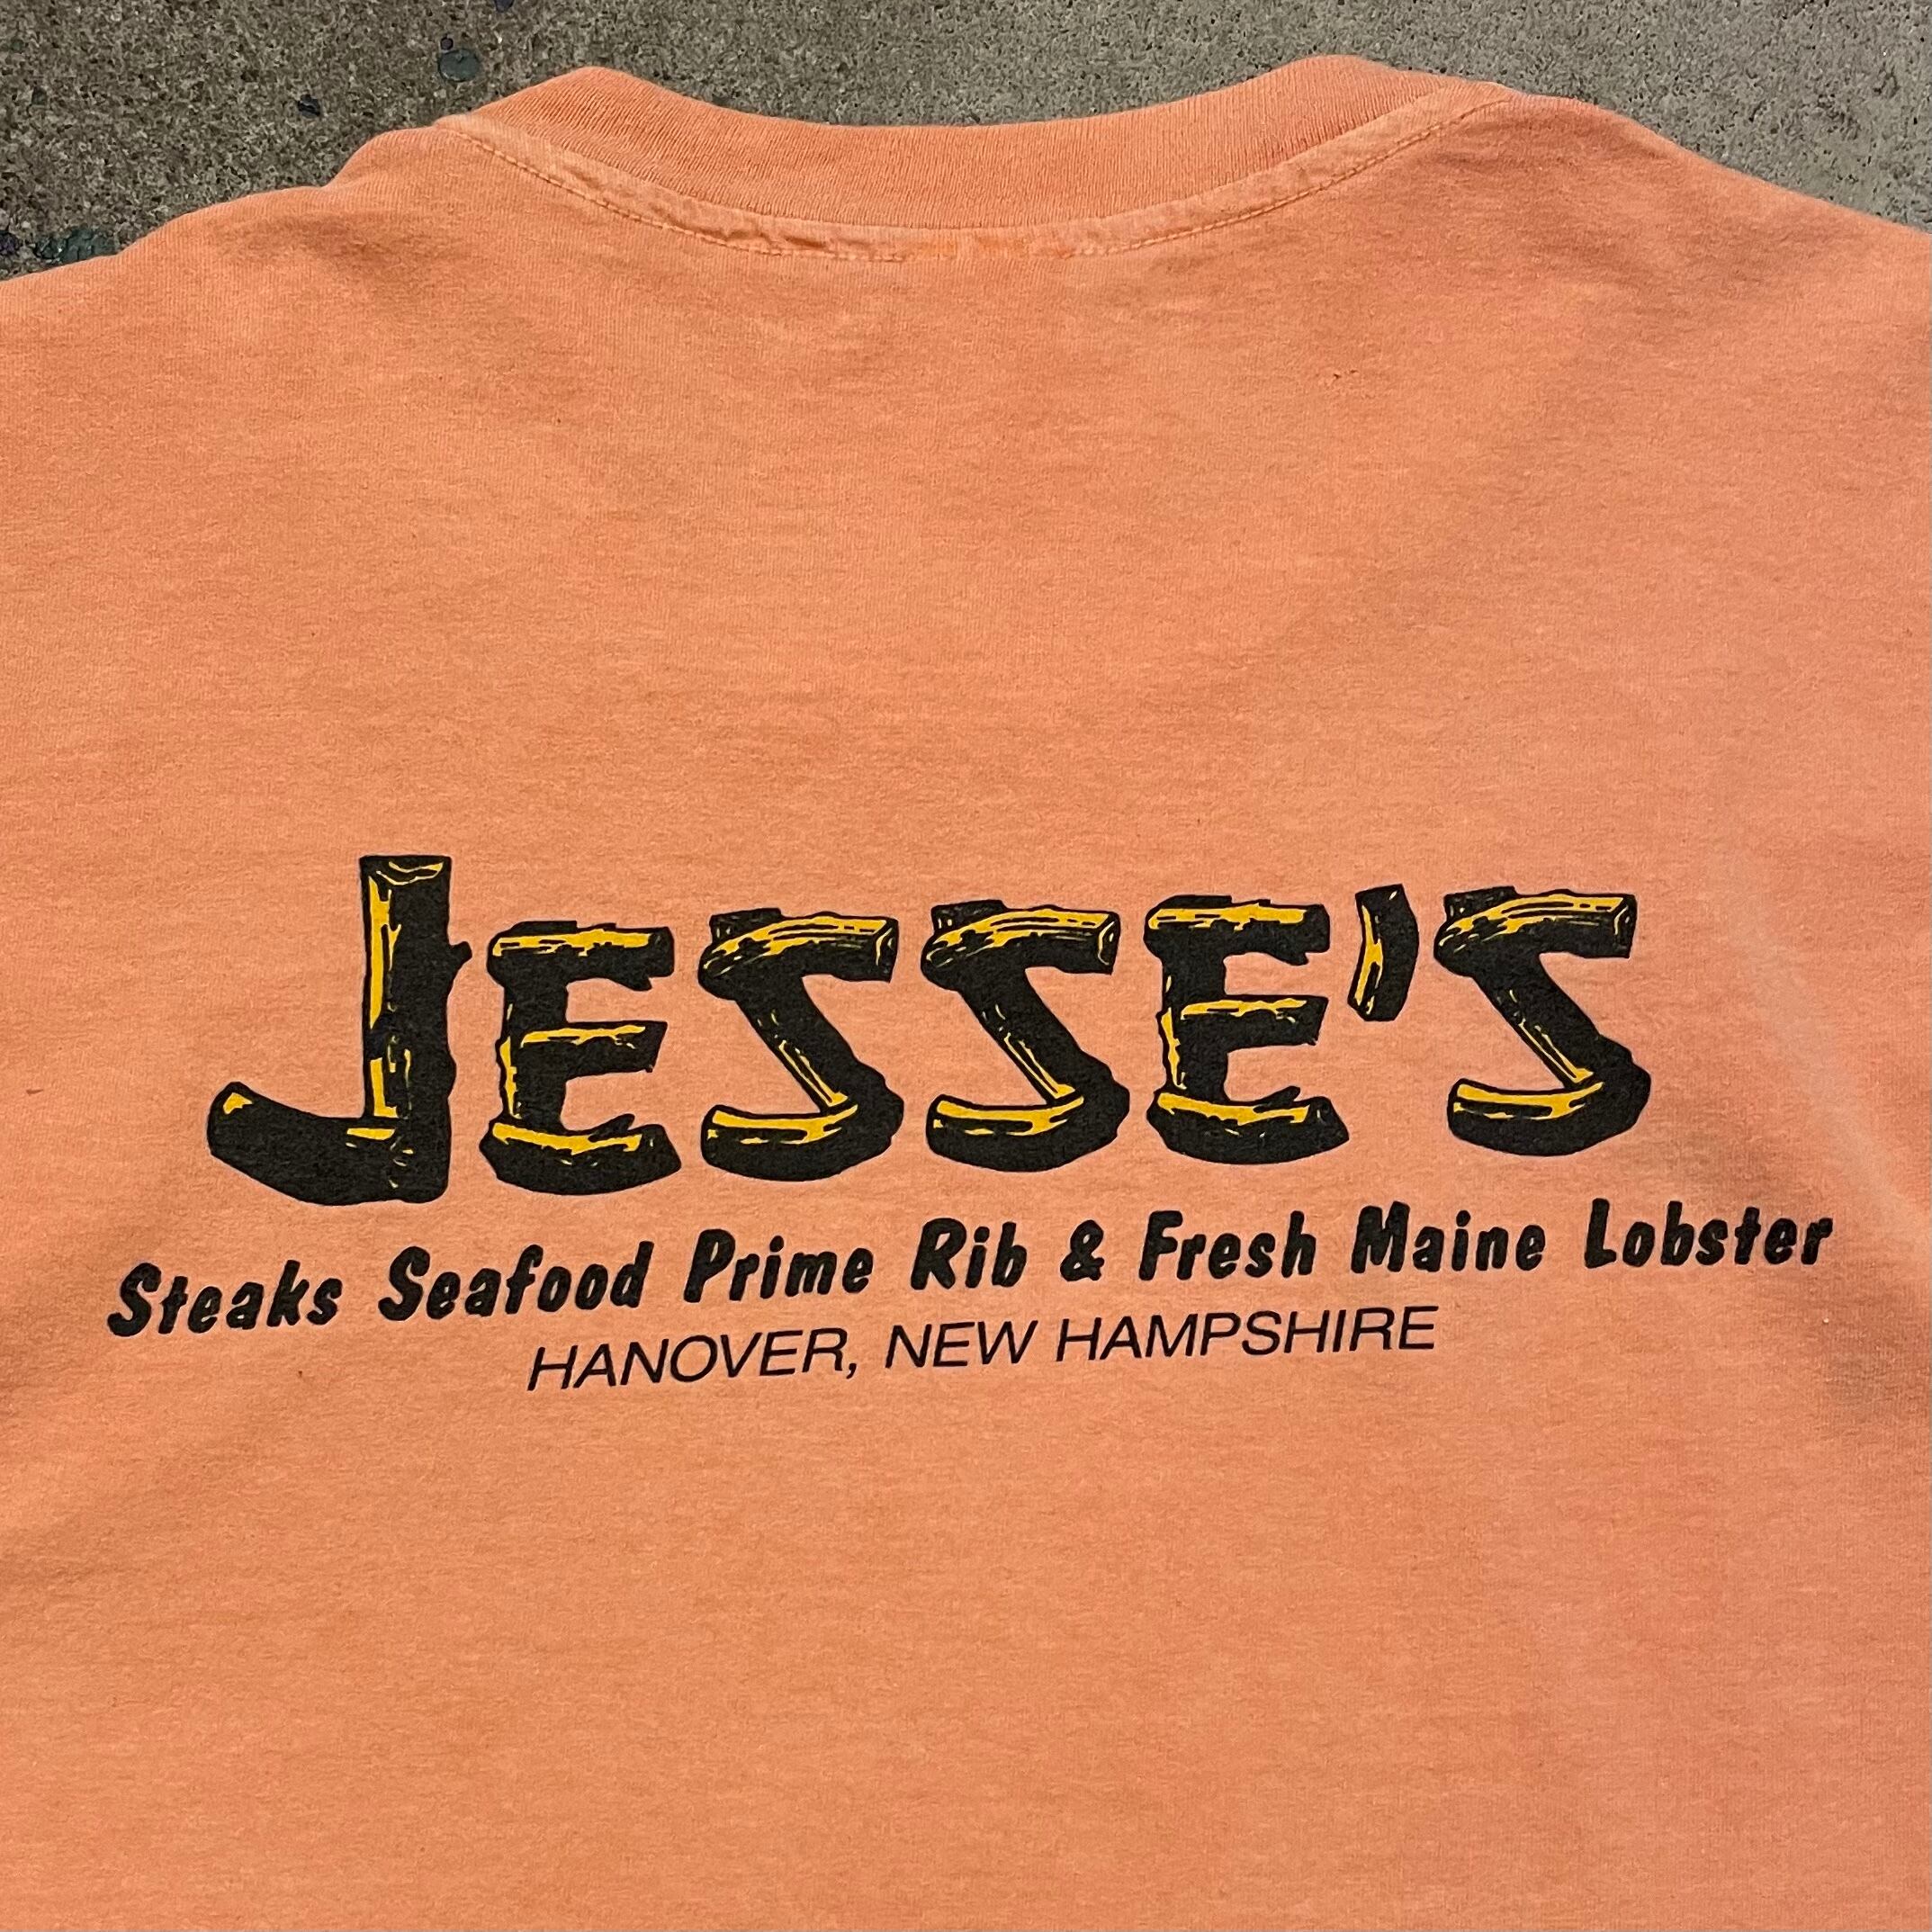 JESSE'S
Steaks Seafood Prime Rib & Fresh Maine Lobster
HANOVER, NEW HAMPSHIRE